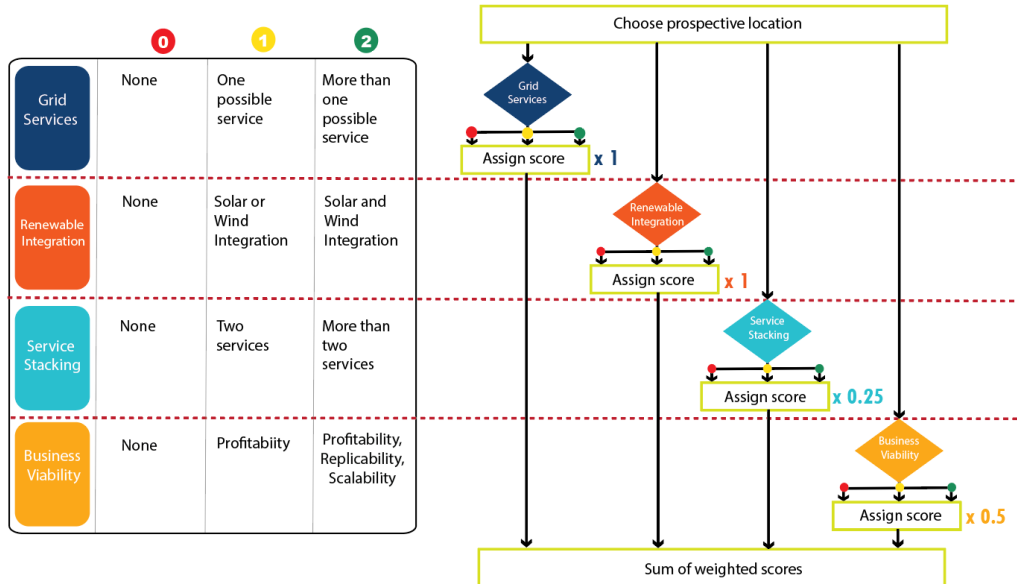 0
1
2
Grid
Services
None
One
possible
service
More than
one
possible
service
Renewable
Integration
None
Solar or
Wind
Integration
Solar and
Wind
Integration
Service
Stacking
None
Two
services
More than
two
services
Business
Viability
None
Profitabiity
Profitability,
Replicability,
Scalability
Choose prospective location
Grid
Services
Assign score
x 1
Renewable
Integration
Assign score
x 1
Service
Stacking
Assign score
x 0.25
Business
Viability
Assign score
x 0.5
Sum of weighted scores